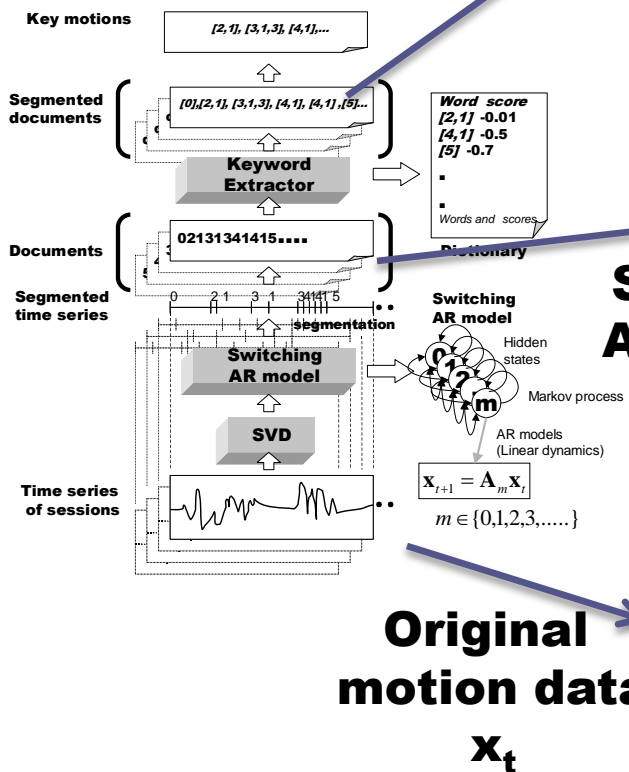 Key motions
[2,1], [3,1,3], [4,1],...
Segmented
documents
[0],[2,1], [3,1,3], [4,1], [4,1] ,[5]...
Word score
[2,1] -0.01
[4,1] -0.5
[5] -0.7
.
.
Words and scores
Dictionary
Keyword
Extractor
Documents
02131341415....
Segmented
time series
0 2 1 3 1 3 4 1 4 1 5
segmentation
Switching
AR model
SVD
Time series
of sessions
Switching
AR model
0
1
2
m
Hidden
states
Markov process
AR models
(Linear dynamics)
x_{t+1} = A_m x_t
m ∈ {0,1,2,3,.....}
S
A
Original
motion data
x_t